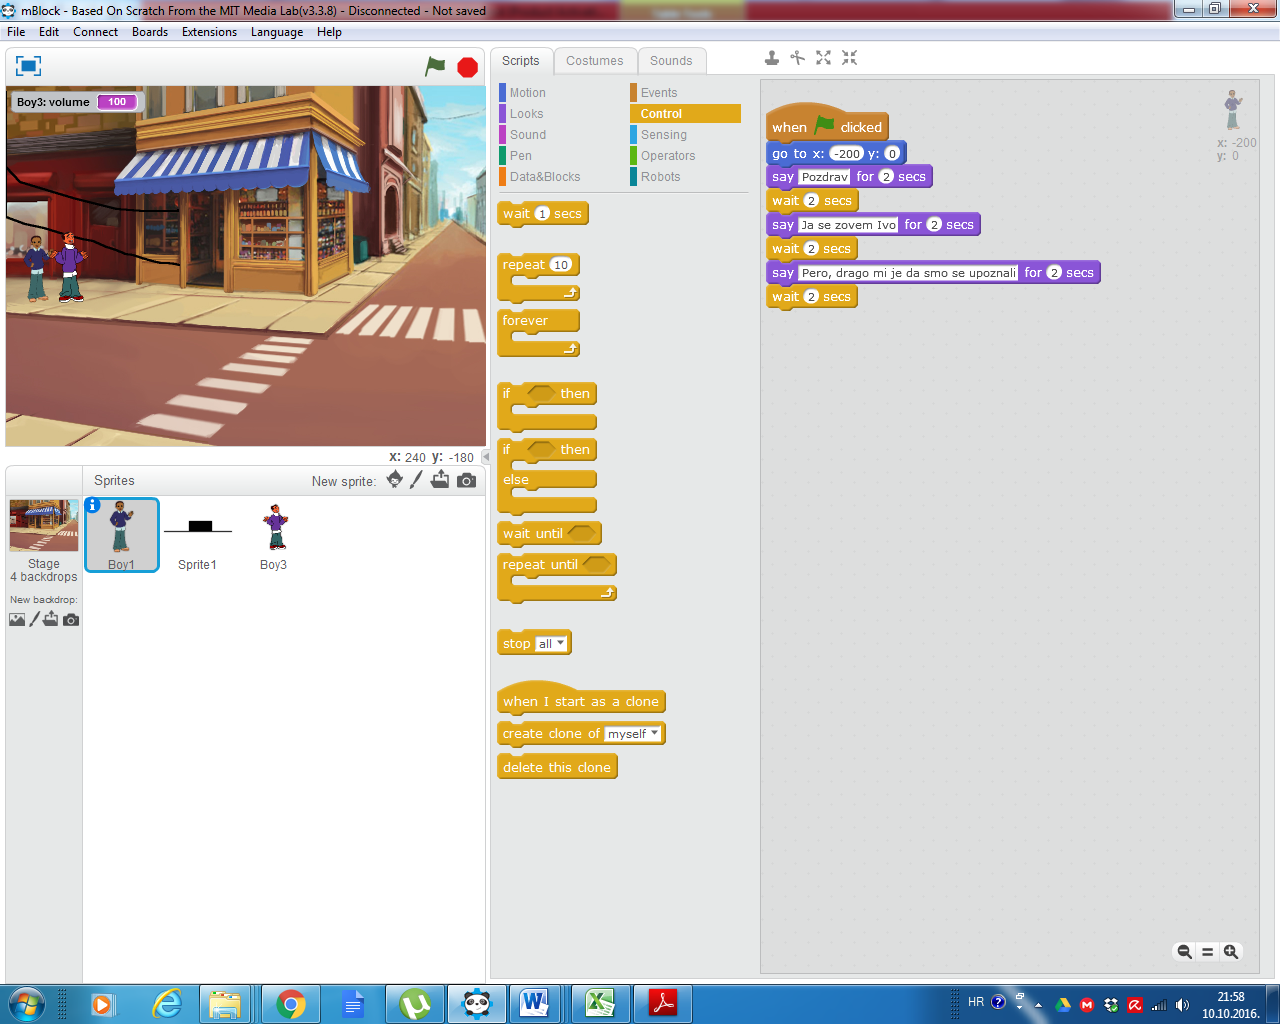 mBlock - Based On Scratch From the MIT Media Lab(v3.3.8) - Disconnected - Not saved
File Edit Connect Boards Extensions Language Help
Boy3: volume 100
x: 240 y: -180
Sprites New sprite:
Stage
4 backdrops
New backdrop:
Boy1
Sprite1
Boy3
Scripts Costumes Sounds
Motion Events
Looks Control
Sound Sensing
Pen Operators
Data&Blocks Robots
wait 1 secs
repeat 10
forever
if then
if then
else
wait until
repeat until
stop all
when I start as a clone
create clone of myself
delete this clone
when clicked
go to x: -200 y: 0
say Pozdrav for 2 secs
wait 2 secs
say Ja se zovem Ivo for 2 secs
wait 2 secs
say Pero, drago mi je da smo se upoznali for 2 secs
wait 2 secs
x: -200
y: 0
HR
21:58
10.10.2016.